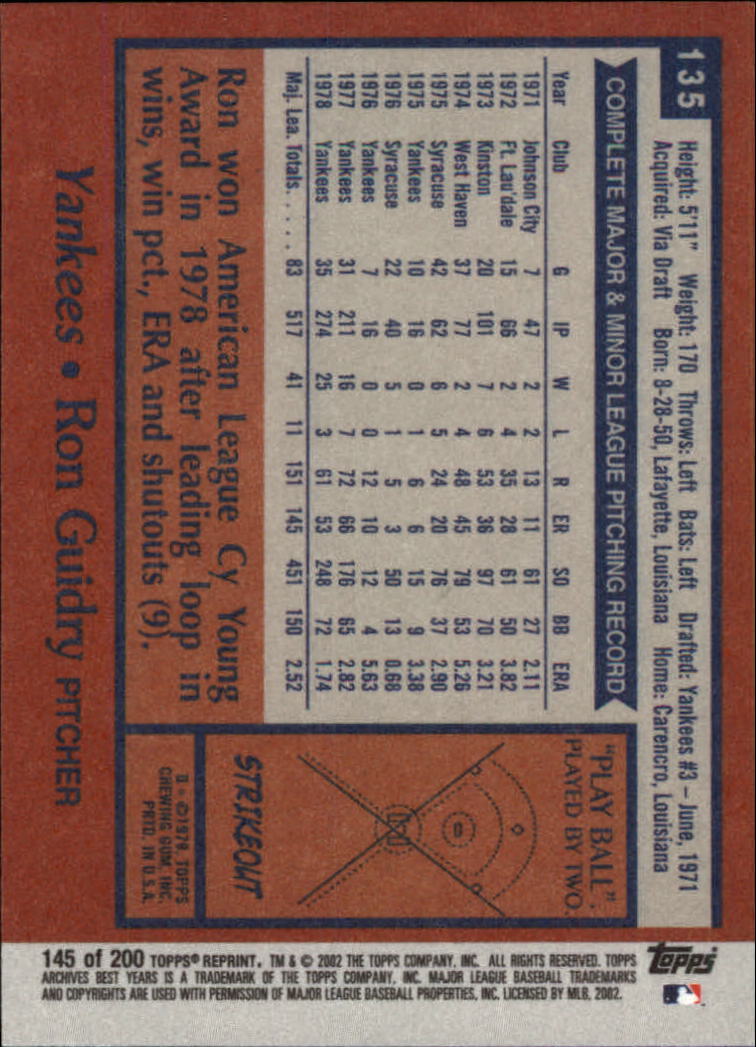 135
Height: 5'11" Weight: 170 Throws: Left Bats: Left Drafted: Yankees #3 – June, 1971
Acquired: Via Draft Born: 8-28-50, Lafayette, Louisiana Home: Carencro, Louisiana
COMPLETE MAJOR & MINOR LEAGUE PITCHING RECORD
Year Club G IP W L R ER SO BB ERA
1971 Johnson City 7 47 2 2 13 11 61 27 2.11
1972 Ft. Lau'dale 15 66 2 4 35 28 61 50 3.82
1973 Kinston 20 101 7 6 53 36 97 70 3.21
1974 West Haven 37 77 2 4 48 45 79 53 5.26
1975 Syracuse 42 62 6 5 24 20 76 37 2.90
1975 Yankees 10 16 0 1 6 6 15 9 3.38
1976 Syracuse 22 40 5 1 5 3 50 13 0.68
1976 Yankees 7 16 0 0 12 10 12 4 5.63
1977 Yankees 31 211 16 7 72 66 176 65 2.82
1978 Yankees 35 274 25 3 61 53 248 72 1.74
Maj. Lea. Totals. . . . . 83 517 41 11 151 145 451 150 2.52
Ron won American League Cy Young
Award in 1978 after leading loop in
wins, win pct., ERA and shutouts (9).
"PLAY BALL".
PLAYED BY TWO.
STRIKEOUT
© 1979, TOPPS
CHEWING GUM, INC.
PRTD. IN U.S.A.
Yankees • Ron Guidry PITCHER
145 of 200 TOPPS® REPRINT. TM & © 2002 THE TOPPS COMPANY, INC. ALL RIGHTS RESERVED. TOPPS
ARCHIVES BEST YEARS IS A TRADEMARK OF THE TOPPS COMPANY, INC. MAJOR LEAGUE BASEBALL TRADEMARKS
AND COPYRIGHTS ARE USED WITH PERMISSION OF MAJOR LEAGUE BASEBALL PROPERTIES, INC. LICENSED BY MLB, 2002.
Topps